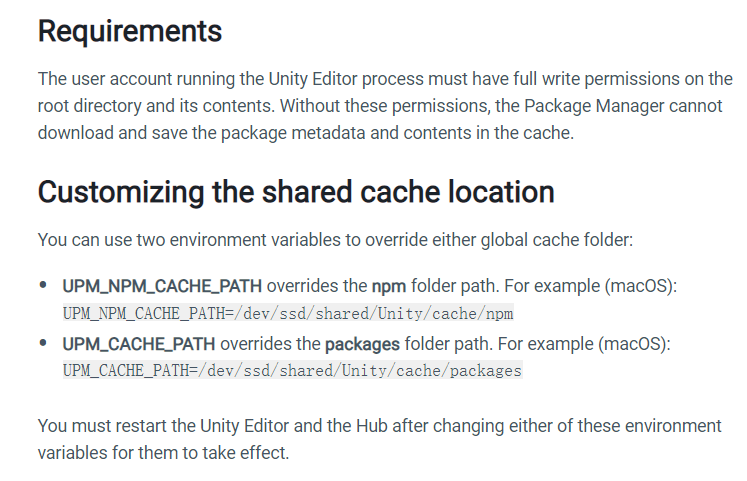 Requirements
The user account running the Unity Editor process must have full write permissions on the
root directory and its contents. Without these permissions, the Package Manager cannot
download and save the package metadata and contents in the cache.
Customizing the shared cache location
You can use two environment variables to override either global cache folder:
• UPM_NPM_CACHE_PATH overrides the npm folder path. For example (macOS):
UPM_NPM_CACHE_PATH=/dev/ssd/shared/Unity/cache/npm
• UPM_CACHE_PATH overrides the packages folder path. For example (macOS):
UPM_CACHE_PATH=/dev/ssd/shared/Unity/cache/packages
You must restart the Unity Editor and the Hub after changing either of these environment
variables for them to take effect.